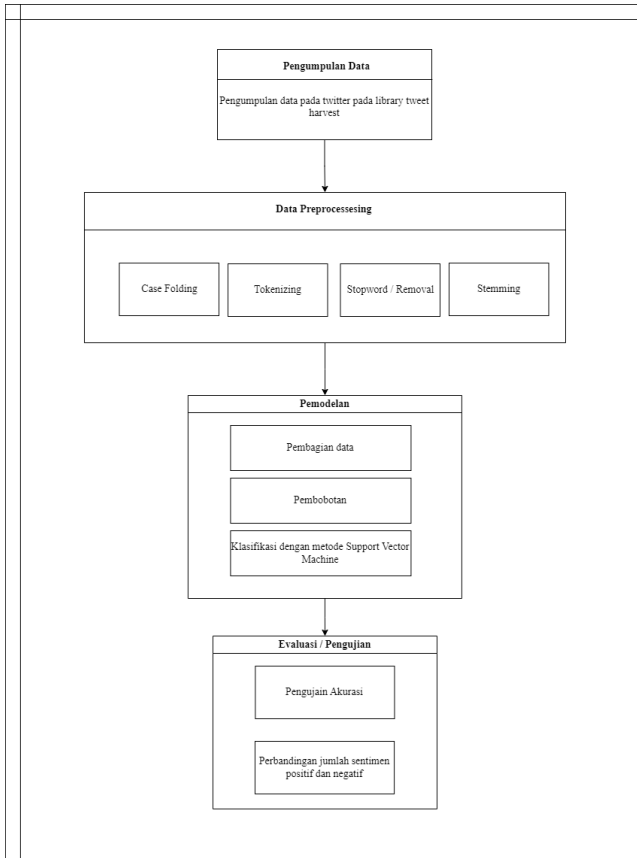 Pengumpulan Data
Pengumpulan data pada twitter pada library tweet
harvest
Data Preprocessesing
Case Folding
Tokenizing
Stopword / Removal
Stemming
Pemodelan
Pembagian data
Pembobotan
Klasifikasi dengan metode Support Vector
Machine
Evaluasi / Pengujian
Pengujain Akurasi
Perbandingan jumlah sentimen
positif dan negatif